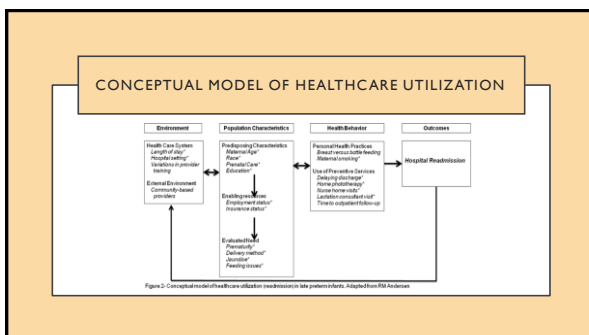 CONCEPTUAL MODEL OF HEALTHCARE UTILIZATION
Environment
Population Characteristics
Health Behavior
Outcomes
Health Care System
Length of stay*
Hospital setting*
Variations in provider
training
External Environment
Community-based
providers
Predisposing Characteristics
Maternal Age*
Race*
Prenatal Care*
Education*
Enabling resources
Employment status*
Insurance status*
Evaluated Need
Prematurity*
Delivery method*
Jaundice*
Feeding issues*
Personal Health Practices
Breast versus bottle feeding
Maternal smoking*
Use of Preventive Services
Delaying discharge*
Home phototherapy*
Nurse home visits*
Lactation consultant visit*
Time to outpatient follow-up
Hospital Readmission
Figure 2- Conceptual model of healthcare utilization (readmission) in late preterm infants. Adapted from RM Andersen